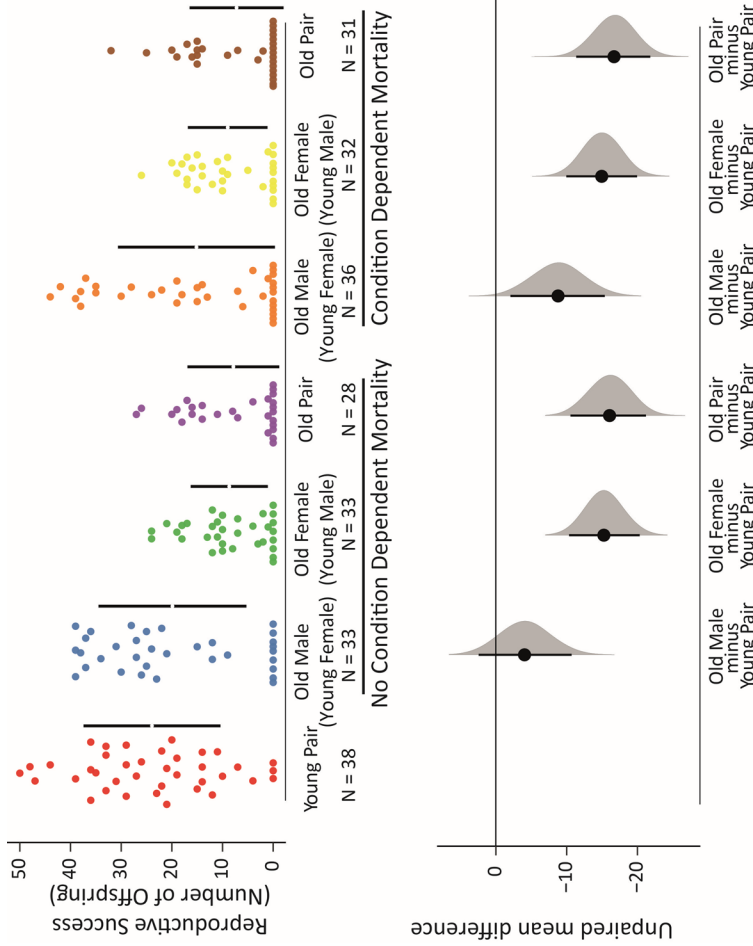 Reproductive Success
(Number of Offspring)
50
40
30
20
10
0
Young Pair
N = 38
Old Male
(Young Female)
N = 33
Old Female
(Young Male)
N = 33
Old Pair
N = 28
Old Male
(Young Female)
N = 36
Old Female
(Young Male)
N = 32
Old Pair
N = 31
No Condition Dependent Mortality
Condition Dependent Mortality
Unpaired mean difference
0
-10
-20
Old Male
minus
Young Pair
Old Female
minus
Young Pair
Old Pair
minus
Young Pair
Old Male
minus
Young Pair
Old Female
minus
Young Pair
Old Pair
minus
Young Pair